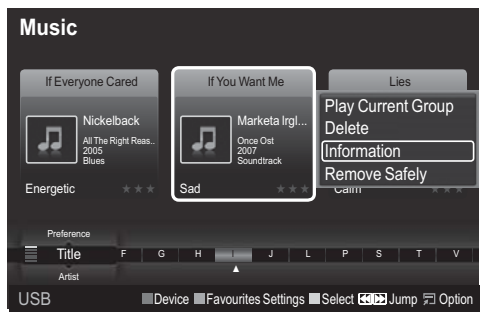 Music
If Everyone Cared
Nickelback
All The Right Reas..
2005
Blues
Energetic
If You Want Me
Marketa Irgl...
Once Ost
2007
Soundtrack
Sad
Lies
Play Current Group
Delete
Information
Remove Safely
Calm
Preference
Title F G H I J L P S T V
Artist
USB Device Favourites Settings Select Jump Option